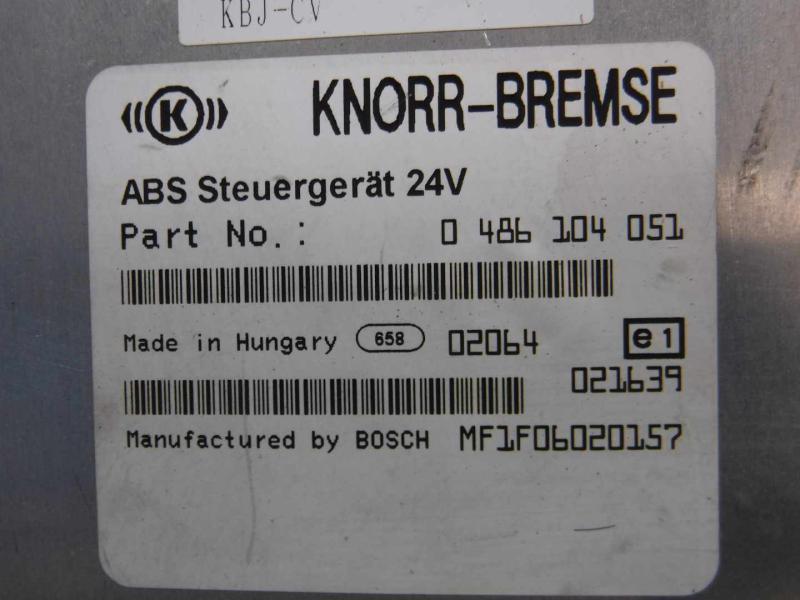 KBJ-CV
K KNORR-BREMSE
ABS Steuergerät 24V
Part No.: 0 486 104 051
Made in Hungary 658 02064 e1
021639
Manufactured by BOSCH MF1F06020157